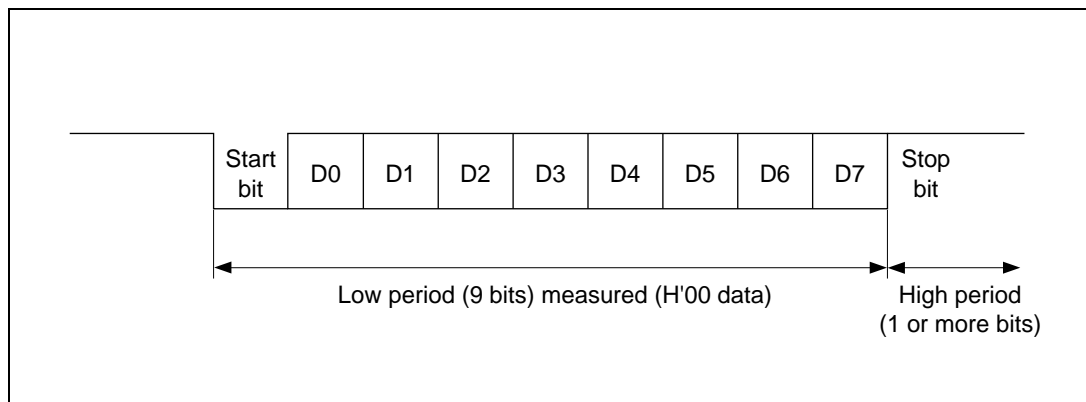 Start bit
D0 D1 D2 D3 D4 D5 D6 D7
Stop bit
Low period (9 bits) measured (H'00 data)
High period
(1 or more bits)